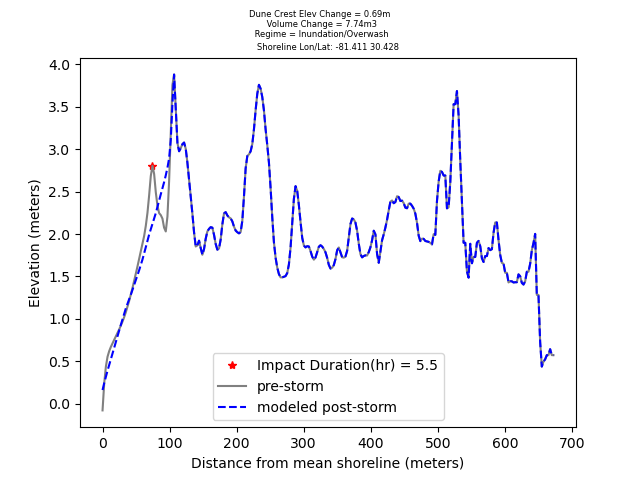 Dune Crest Elev Change = 0.69m
Volume Change = 7.74m3
Regime = Inundation/Overwash
Shoreline Lon/Lat: -81.411 30.428
4.0
3.5
3.0
2.5
2.0
1.5
1.0
0.5
0.0
Elevation (meters)
Impact Duration(hr) = 5.5
pre-storm
modeled post-storm
0 100 200 300 400 500 600 700
Distance from mean shoreline (meters)